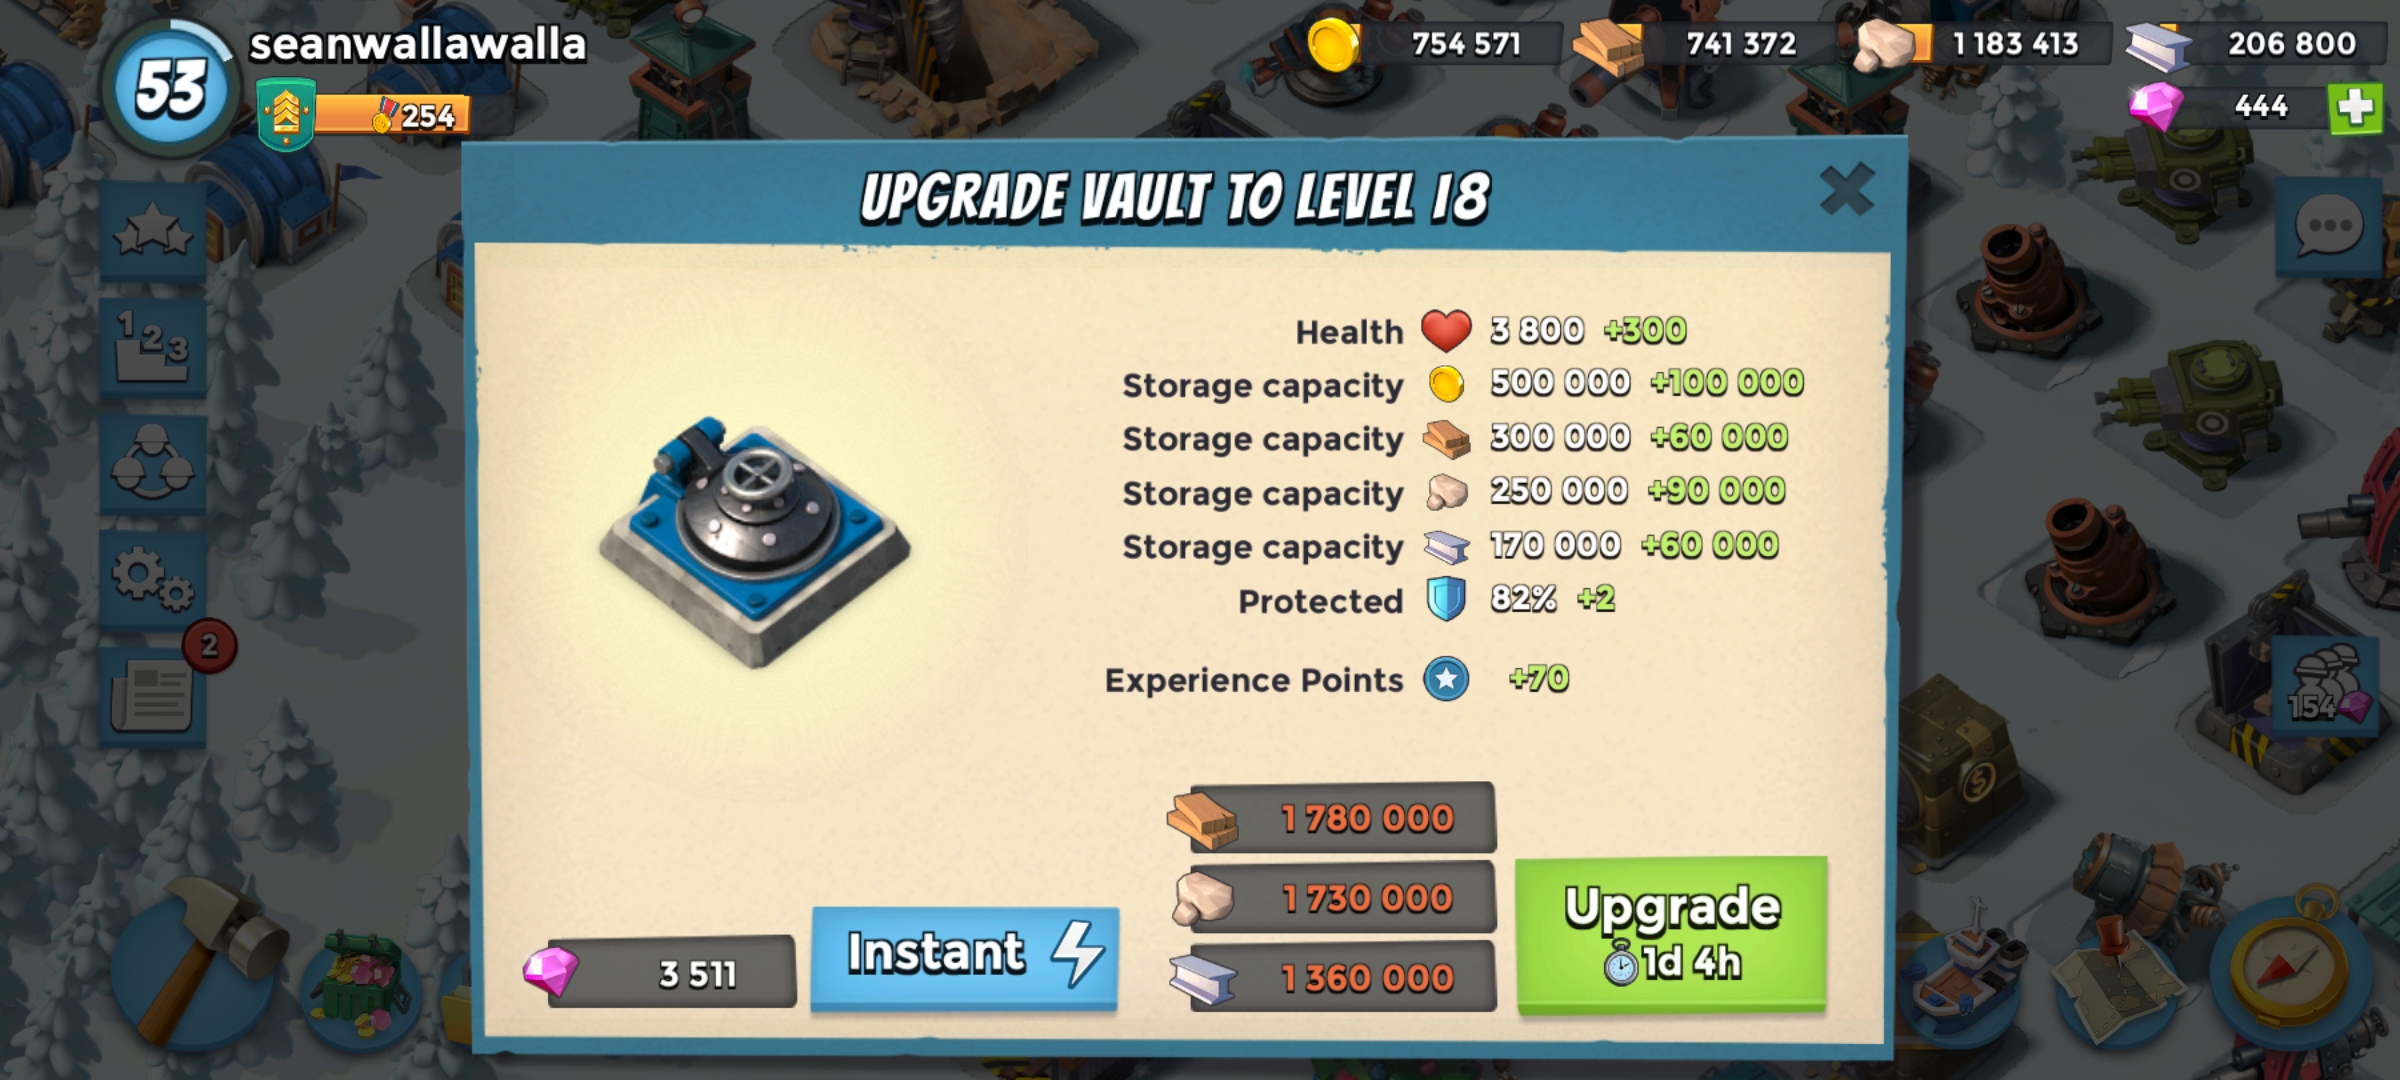 53
seanwallawalla
254
754 571
741 372
1 183 413
206 800
444
UPGRADE VAULT TO LEVEL 18
Health 3 800 +300
Storage capacity 500 000 +100 000
Storage capacity 300 000 +60 000
Storage capacity 250 000 +90 000
Storage capacity 170 000 +60 000
Protected 82% +2
Experience Points +70
123
2
154
1 780 000
1 730 000
1 360 000
3 511
Instant
Upgrade
1d 4h